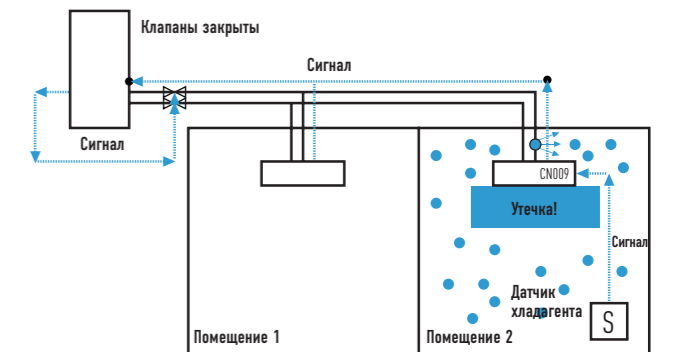 Клапаны закрыты
Сигнал
Сигнал
CN009
Утечка!
Сигнал
Датчик
хладагента
S
Помещение 1
Помещение 2